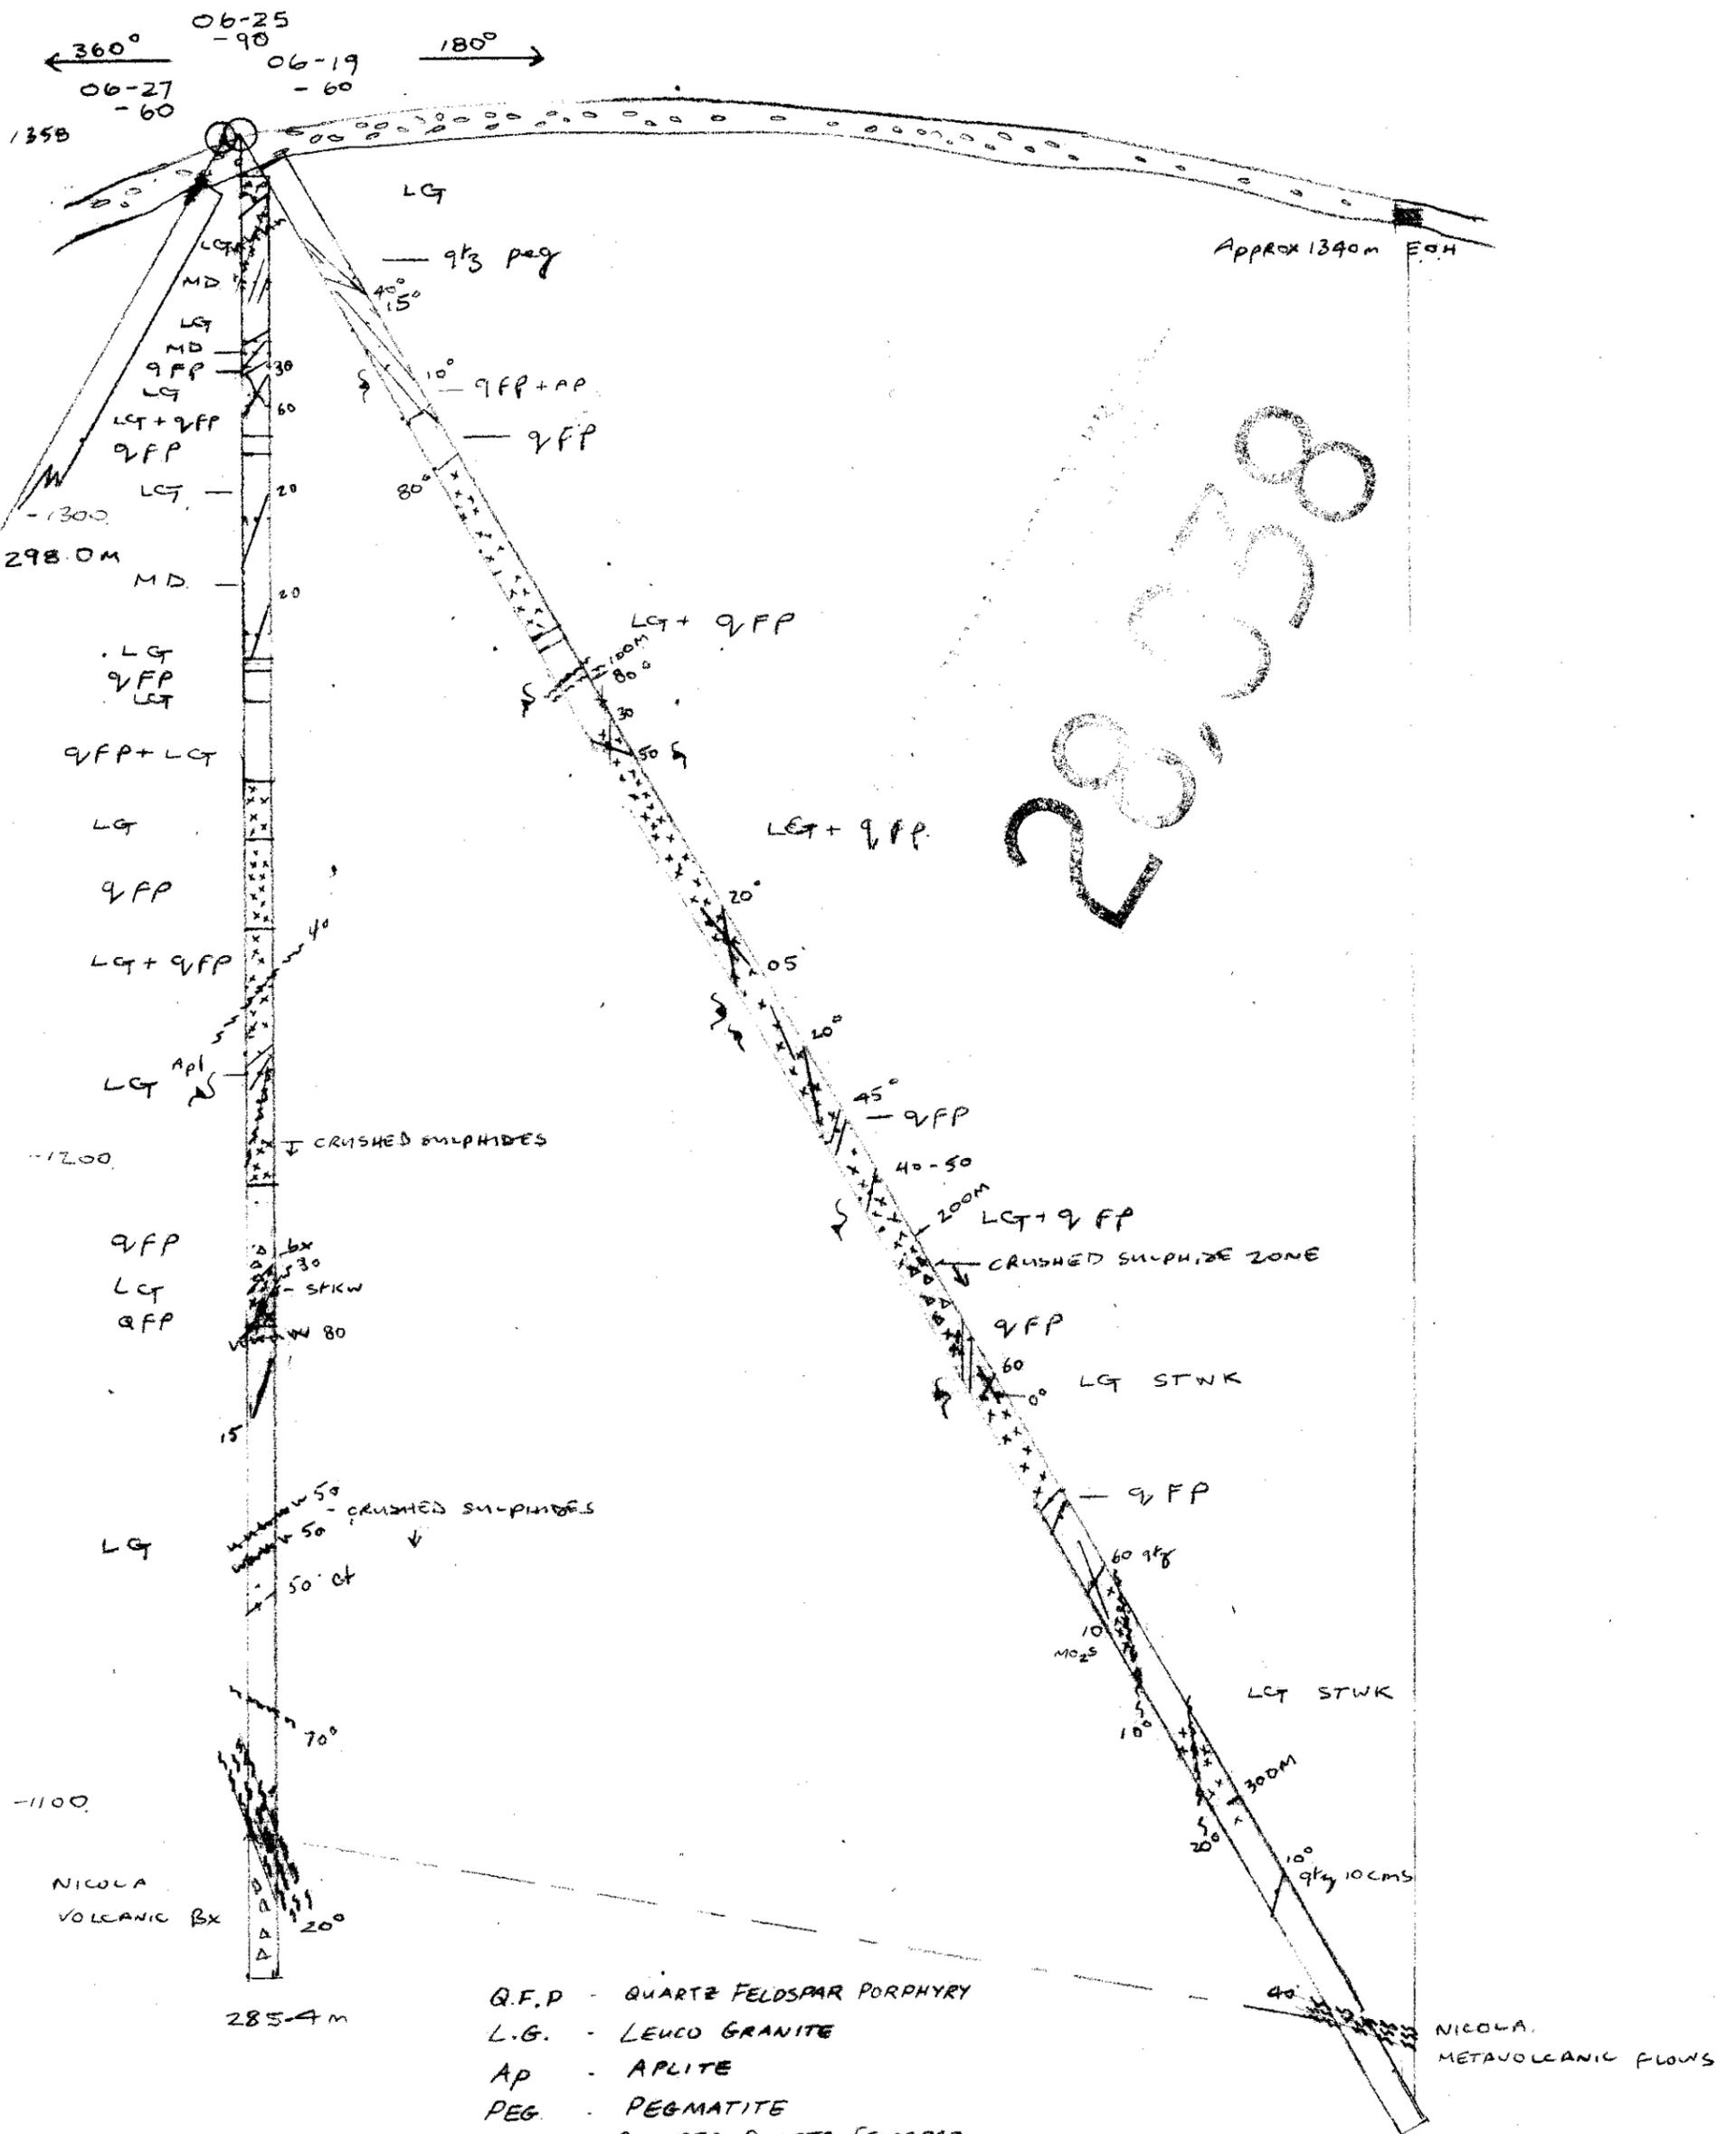 06-25
-90
360°
180°
06-27
-60
06-19
- 60
1358
LG
qtz peg
Approx 1340m E.O.H
LG
MD
40°
15°
LG
MD
qFP
30
LG
10°
qFP + AP
60
LG + qFP
qFP
qFP
80°
LG
20
-1300
298.0M
MD
20
LG + qFP
100M
80°
LG
qFP
LG
30
50
qFP + LG
28,338
LG
LG + qFP
qFP
20°
40
LG + qFP
05
20°
Apl
LG
45°
qFP
CRUSHED SULPHIDES
-1200
40-50
200M
LG + qFP
qFP
CRUSHED SULPHIDE ZONE
bx
30
LG
STKW
QFP
80
qFP
60
0°
LG STWK
15
qFP
50
CRUSHED SULPHIDES
50
LG
60 qtz
50° ct
10
MO2S
LG STWK
70°
10°
300M
-1100
20°
10°
qtz 10cms
NICOLA
VOLCANIC BX
20°
285.4m
40°
NICOLA
METAVOLCANIC FLOWS
Q.F.P - QUARTZ FELDSPAR PORPHYRY
L.G. - LEUCO GRANITE
AP - APLITE
PEG. - PEGMATITE